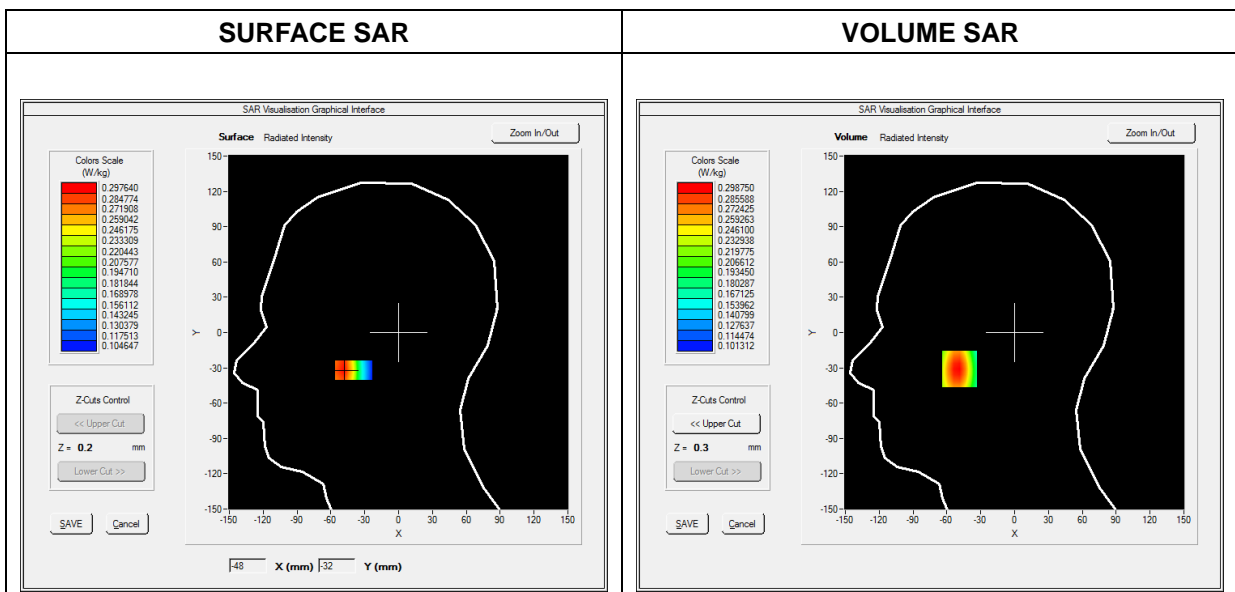 SURFACE SAR
VOLUME SAR
SAR Visualisation Graphical Interface
Surface Radiated Intensity
Zoom In/Out
Colors Scale
(W/kg)
0.297640
0.284774
0.271908
0.259042
0.246175
0.233309
0.220443
0.207577
0.194710
0.181844
0.168978
0.156112
0.143245
0.130379
0.117513
0.104647
150
120
90
60
30
0
-30
-60
-90
-120
-150
Y
-150 -120 -90 -60 -30 0 30 60 90 120 150
X
Z-Cuts Control
<< Upper Cut
Z = 0.2 mm
Lower Cut >>
SAVE Cancel
-48 X (mm) -32 Y (mm)
SAR Visualisation Graphical Interface
Volume Radiated Intensity
Zoom In/Out
Colors Scale
(W/kg)
0.298750
0.285588
0.272425
0.259263
0.246100
0.232938
0.219775
0.206612
0.193450
0.180287
0.167125
0.153962
0.140799
0.127637
0.114474
0.101312
150
120
90
60
30
0
-30
-60
-90
-120
-150
Y
-150 -120 -90 -60 -30 0 30 60 90 120 150
X
Z-Cuts Control
<< Upper Cut
Z = 0.3 mm
Lower Cut >>
SAVE Cancel